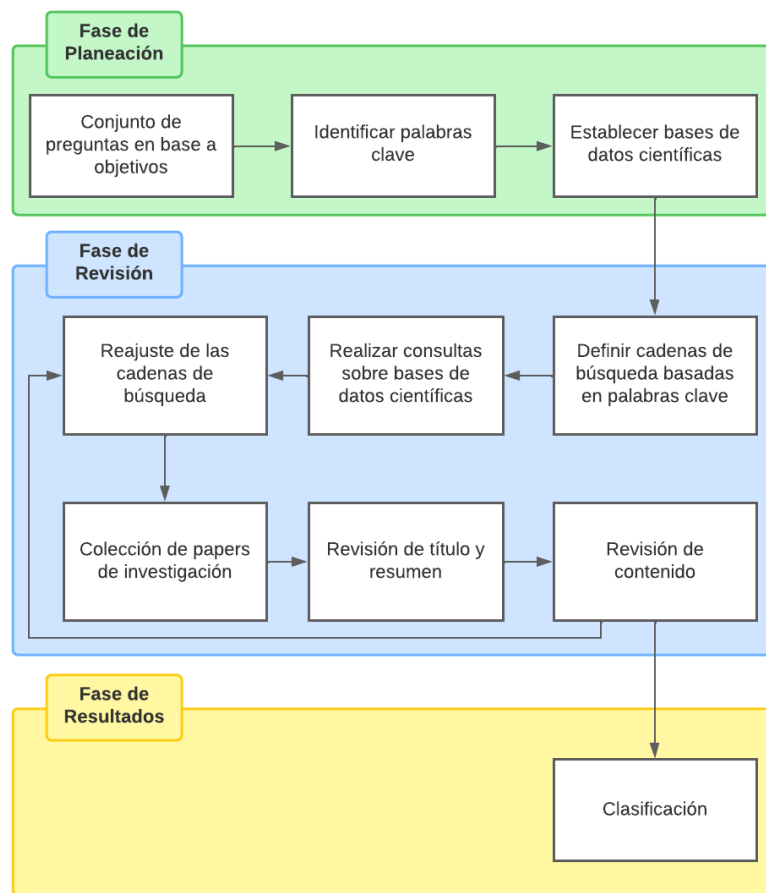 Fase de
Planeación
Conjunto de
preguntas en base a
objetivos
Identificar palabras
clave
Establecer bases de
datos científicas
Fase de
Revisión
Reajuste de las
cadenas de
búsqueda
Realizar consultas
sobre bases de
datos científicas
Definir cadenas de
búsqueda basadas
en palabras clave
Colección de papers
de investigación
Revisión de título y
resumen
Revisión de
contenido
Fase de
Resultados
Clasificación